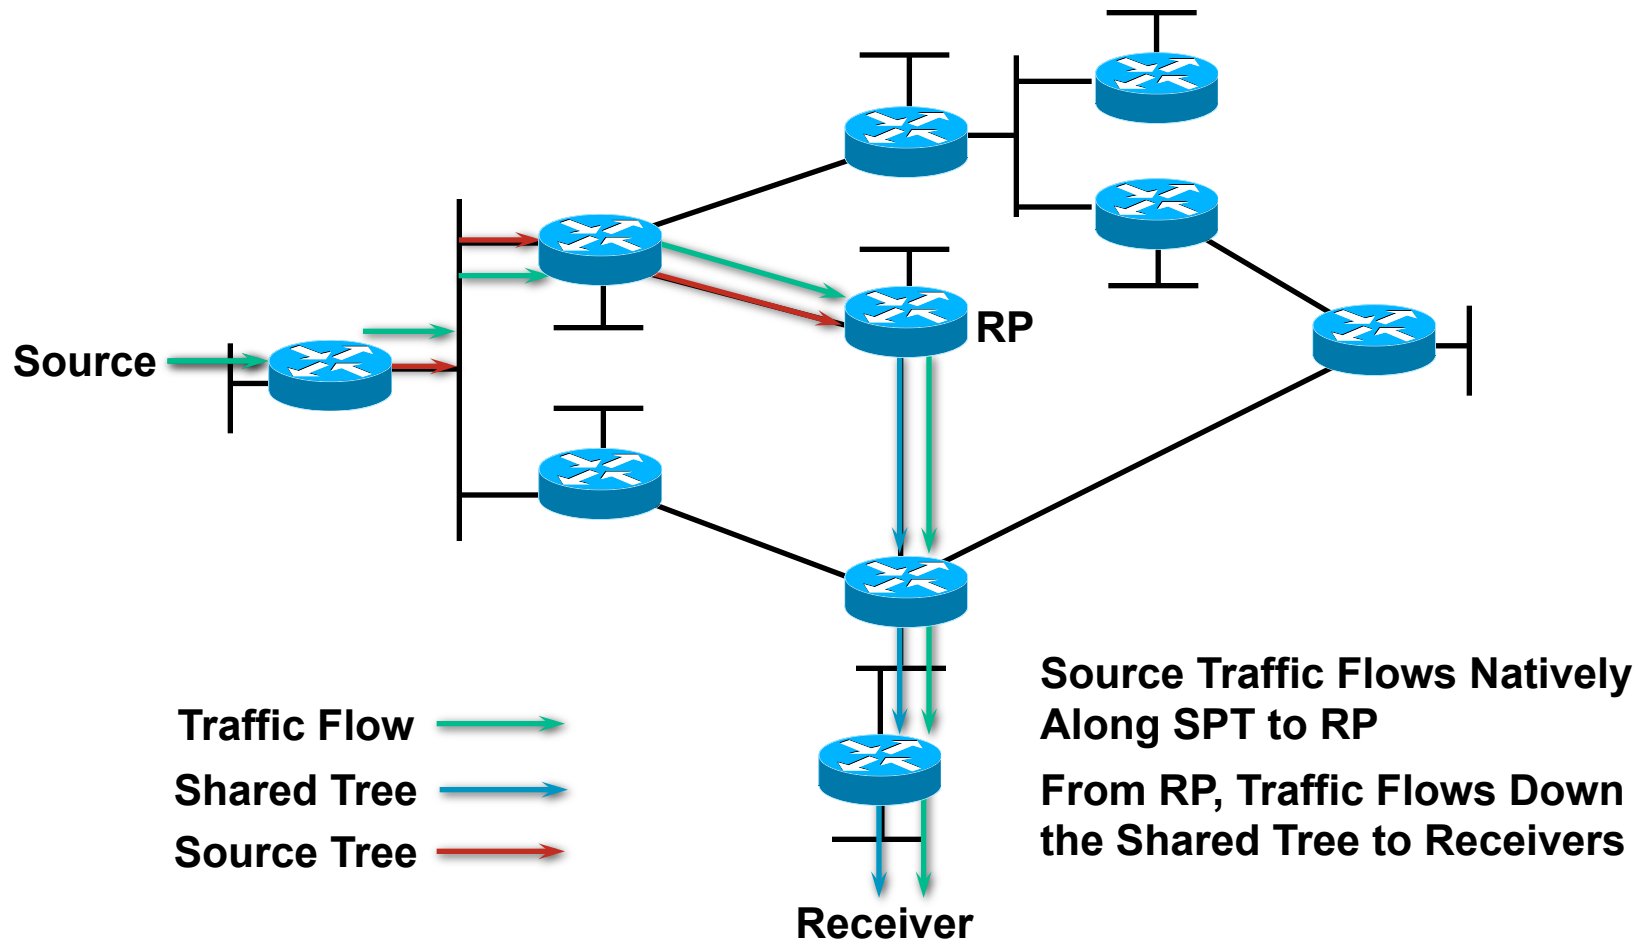 RP
Source
Source Traffic Flows Natively
Along SPT to RP
Traffic Flow
Shared Tree
From RP, Traffic Flows Down
the Shared Tree to Receivers
Source Tree
Receiver